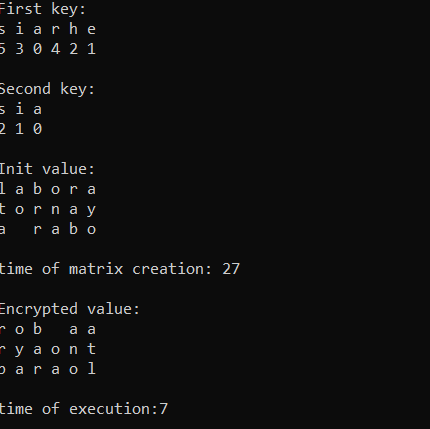 First key:
s i a r h e
5 3 0 4 2 1
Second key:
s i a
2 1 0
Init value:
l a b o r a
t o r n a y
a   r a b o
time of matrix creation: 27
Encrypted value:
r o b   a a
r y a o n t
b a r a o l
time of execution:7